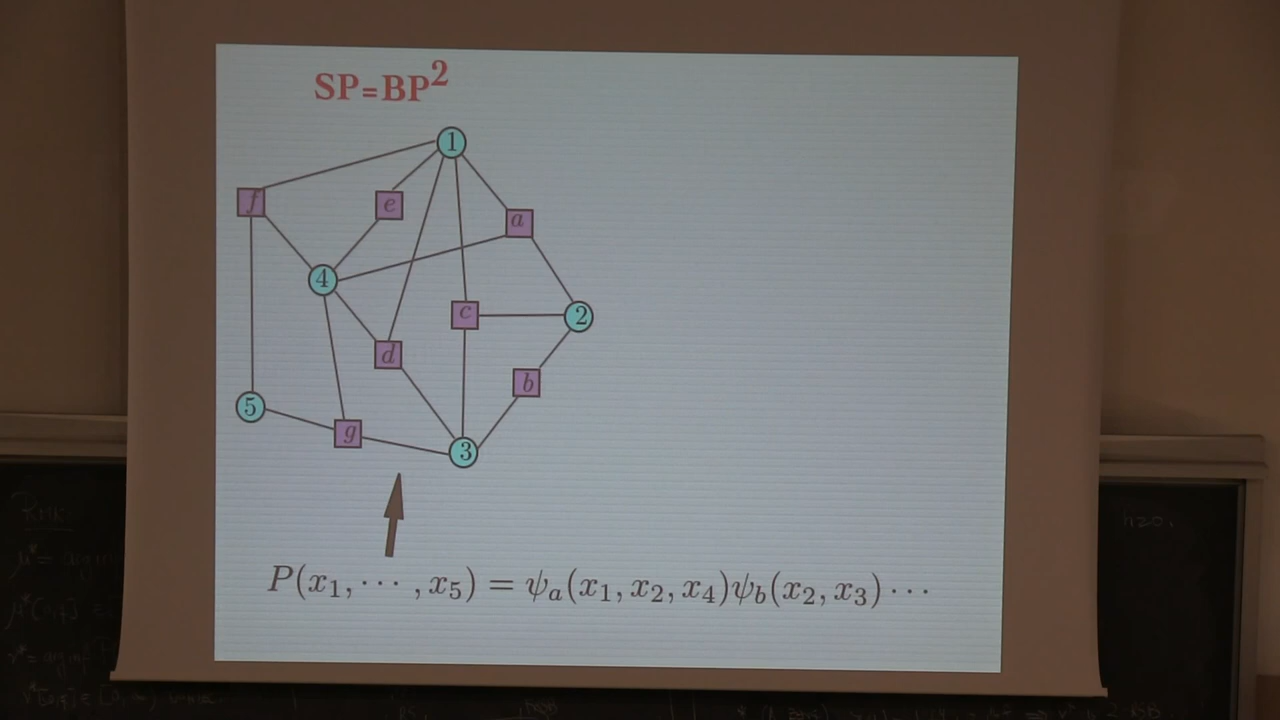 SP=BP²
1
f
e
a
4
c
2
d
b
5
g
3
P(x₁, ⋯ , x₅) = ψₐ(x₁, x₂, x₄)ψ_b(x₂, x₃) ⋯